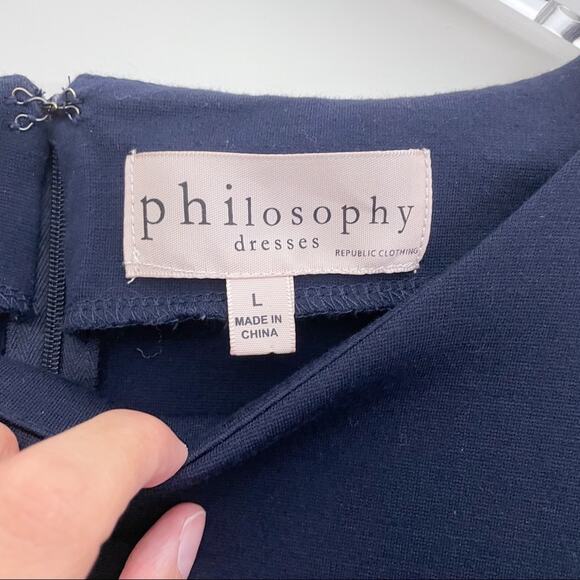 philosophy
dresses
REPUBLIC CLOTHING
L
MADE IN
CHINA